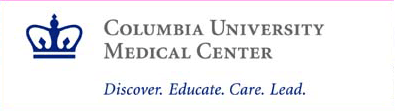 COLUMBIA UNIVERSITY
MEDICAL CENTER
Discover. Educate. Care. Lead.